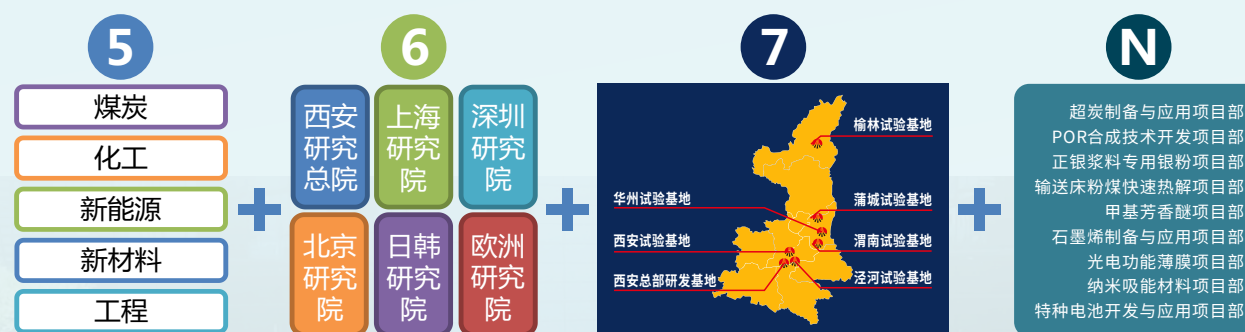 5
煤炭
化工
新能源
新材料
工程
+
6
西安
研究
总院
上海
研究
院
深圳
研究
院
北京
研究
院
日韩
研究
院
欧洲
研究
院
+
7
榆林试验基地
华州试验基地
蒲城试验基地
西安试验基地
渭南试验基地
西安总部研发基地
泾河试验基地
+
N
超炭制备与应用项目部
POR合成技术开发项目部
正银浆料专用银粉项目部
输送床粉煤快速热解项目部
甲基芳香醚项目部
石墨烯制备与应用项目部
光电功能薄膜项目部
纳米吸能材料项目部
特种电池开发与应用项目部